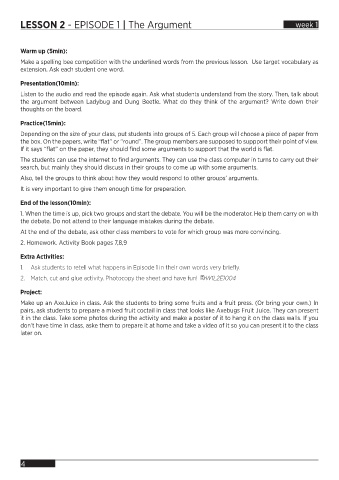 LESSON 2 - EPISODE 1 | The Argument
week 1
Warm up (5min):
Make a spelling bee competition with the underlined words from the previous lesson. Use target vocabulary as
extension. Ask each student one word.
Presentation(10min):
Listen to the audio and read the episode again. Ask what students understand from the story. Then, talk about
the argument between Ladybug and Dung Beetle. What do they think of the argument? Write down their
thoughts on the board.
Practice(15min):
Depending on the size of your class, put students into groups of 5. Each group will choose a piece of paper from
the box. On the papers, write "flat" or "round". The group members are supposed to suppport their point of view.
If it says "flat" on the paper, they should find some arguments to support that the world is flat.
The students can use the internet to find arguments. They can use the class computer in turns to carry out their
search, but mainly they should discuss in their groups to come up with some arguments.
Also, tell the groups to think about how they would respond to other groups' arguments.
It is very important to give them enough time for preparation.
End of the lesson(10min):
1. When the time is up, pick two groups and start the debate. You will be the moderator. Help them carry on with
the debate. Do not attend to their language mistakes during the debate.
At the end of the debate, ask other class members to vote for which group was more convincing.
2. Homework. Activity Book pages 7,8,9
Extra Activities:
1. Ask students to retell what happens in Episode 1 in their own words very briefly.
2. Match, cut and glue activity. Photocopy the sheet and have fun!
Project:
Make up an AxeJuice in class. Ask the students to bring some fruits and a fruit press. (Or bring your own.) In
pairs, ask students to prepare a mixed fruit coctail in class that looks like Axebugs Fruit Juice. They can present
it in the class. Take some photos during the activity and make a poster of it to hang it on the class walls. If you
don't have time in class, aske them to prepare it at home and take a video of it so you can present it to the class
later on.
4